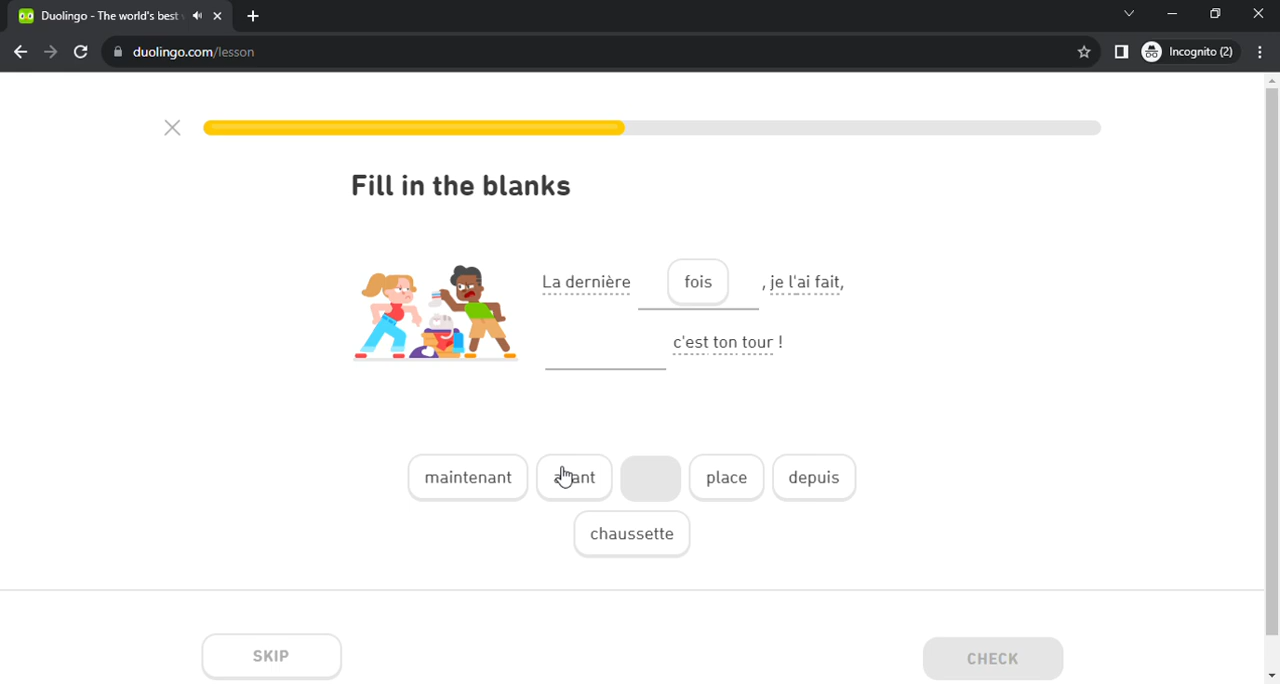 Duolingo - The world's best
duolingo.com/lesson
Incognito (2)
Fill in the blanks
La dernière fois , je l'ai fait,
c'est ton tour !
maintenant
place
depuis
chaussette
SKIP
CHECK